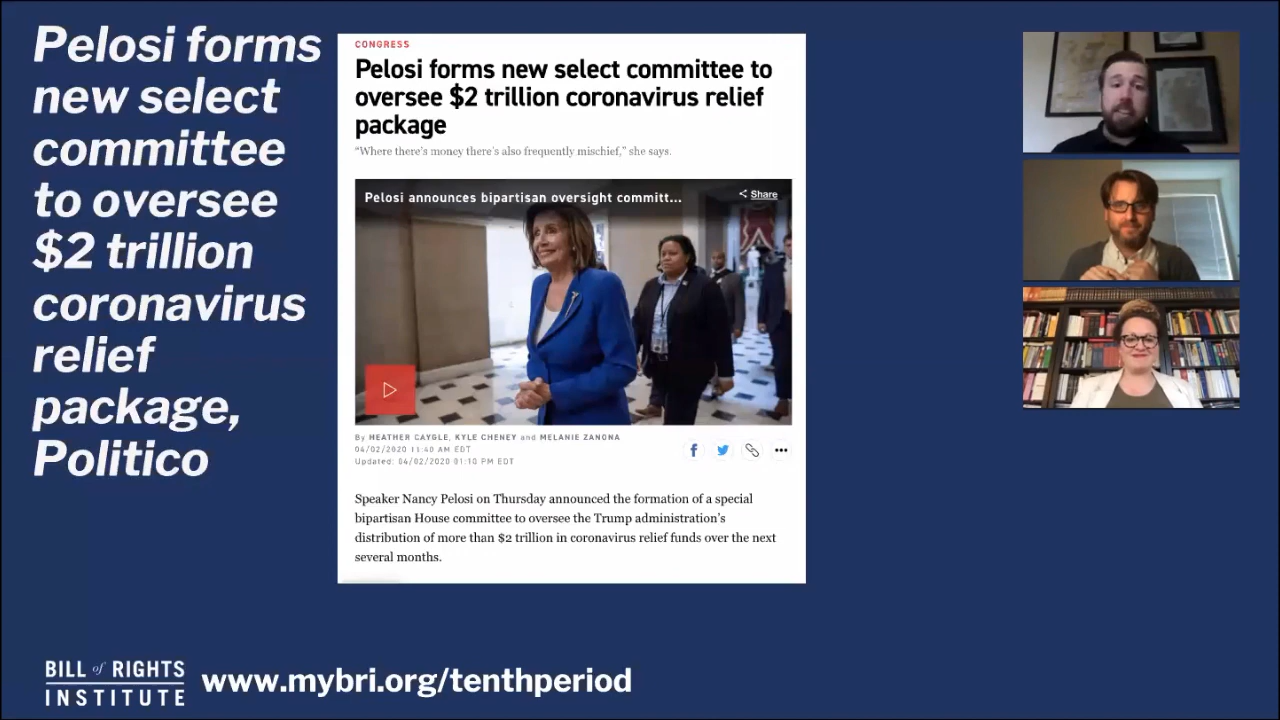 Pelosi forms
new select
committee
to oversee
$2 trillion
coronavirus
relief
package,
Politico
CONGRESS
Pelosi forms new select committee to
oversee $2 trillion coronavirus relief
package
“Where there’s money there’s also frequently mischief,” she says.
Pelosi announces bipartisan oversight committ...
Share
By HEATHER CAYGLE, KYLE CHENEY and MELANIE ZANONA
04/02/2020 11:40 AM EDT
Updated: 04/02/2020 01:10 PM EDT
Speaker Nancy Pelosi on Thursday announced the formation of a special
bipartisan House committee to oversee the Trump administration’s
distribution of more than $2 trillion in coronavirus relief funds over the next
several months.
BILL of RIGHTS
INSTITUTE
www.mybri.org/tenthperiod